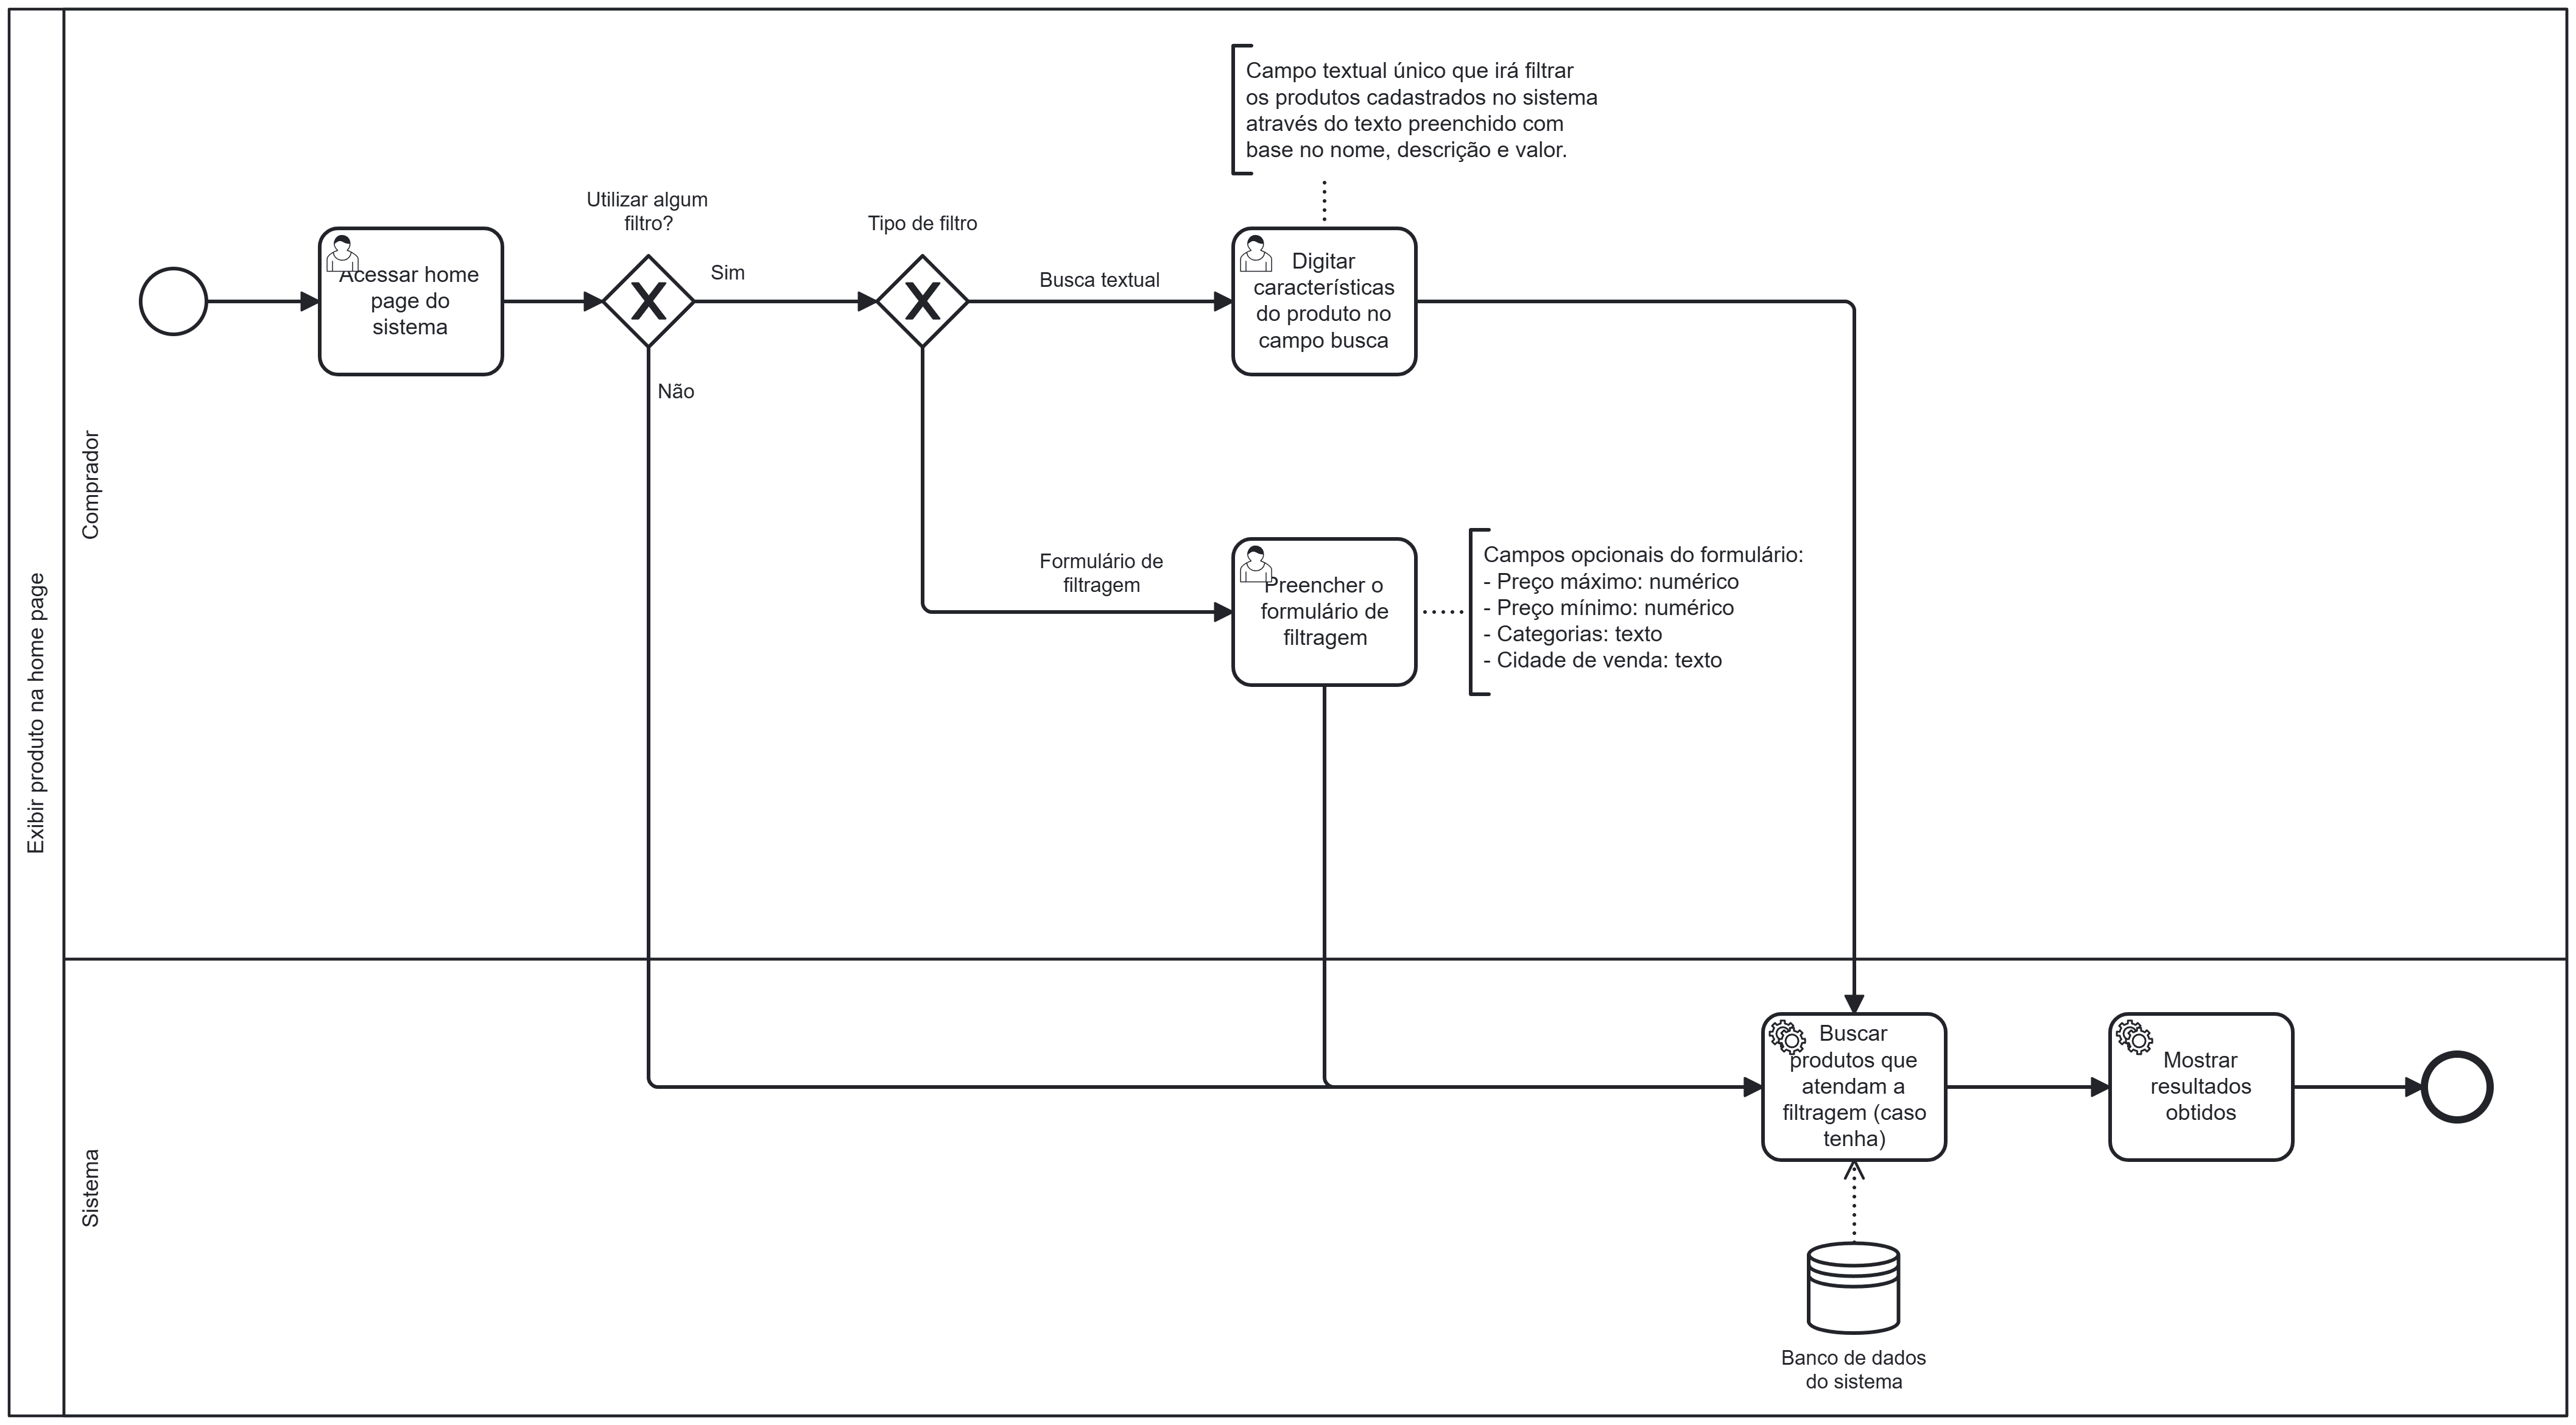 Exibir produto na home page
Comprador
Campo textual único que irá filtrar
os produtos cadastrados no sistema
através do texto preenchido com
base no nome, descrição e valor.
Utilizar algum
filtro?
Tipo de filtro
Acessar home
page do
sistema
Sim
Não
Busca textual
Digitar
características
do produto no
campo busca
Formulário de
filtragem
Preencher o
formulário de
filtragem
Campos opcionais do formulário:
- Preço máximo: numérico
- Preço mínimo: numérico
- Categorias: texto
- Cidade de venda: texto
Sistema
Buscar
produtos que
atendam a
filtragem (caso
tenha)
Mostrar
resultados
obtidos
Banco de dados
do sistema